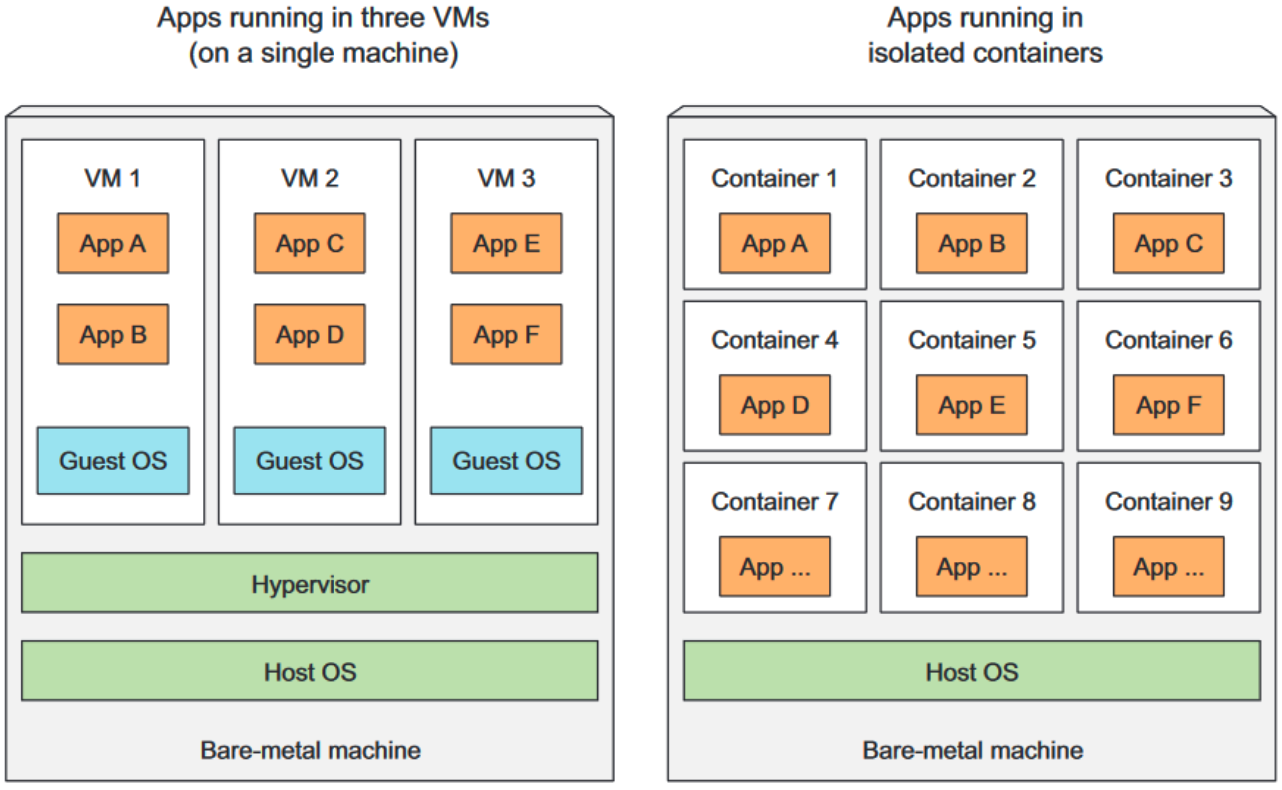 Apps running in three VMs
(on a single machine)
VM 1
App A
App B
Guest OS
VM 2
App C
App D
Guest OS
VM 3
App E
App F
Guest OS
Hypervisor
Host OS
Bare-metal machine
Apps running in
isolated containers
Container 1
App A
Container 2
App B
Container 3
App C
Container 4
App D
Container 5
App E
Container 6
App F
Container 7
App ...
Container 8
App ...
Container 9
App ...
Host OS
Bare-metal machine